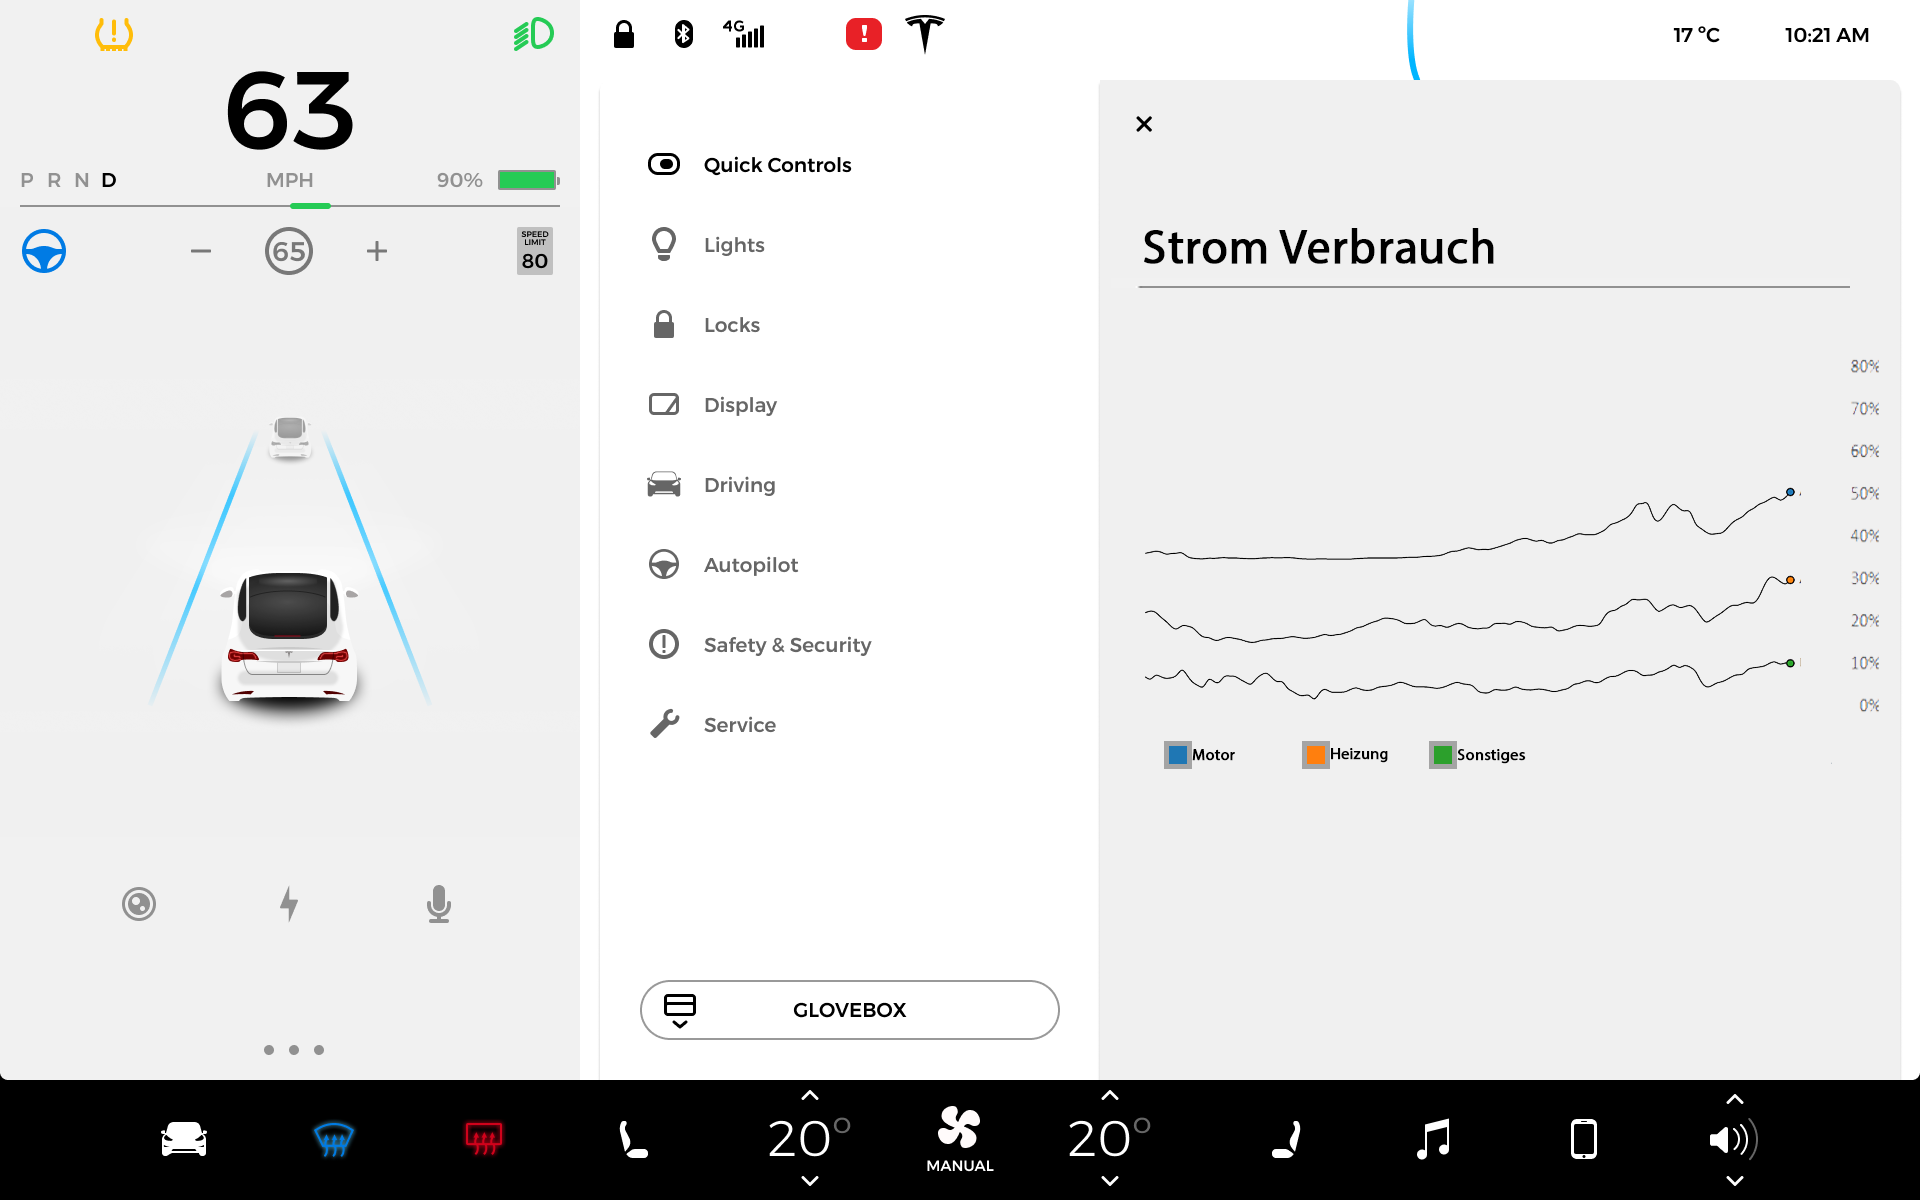 4G
17 °C
10:21 AM
63
P R N D
MPH
90%
65
SPEED
LIMIT
80
Quick Controls
Lights
Locks
Display
Driving
Autopilot
Safety & Security
Service
GLOVEBOX
Strom Verbrauch
80%
70%
60%
50%
40%
30%
20%
10%
0%
Motor
Heizung
Sonstiges
20°
MANUAL
20°